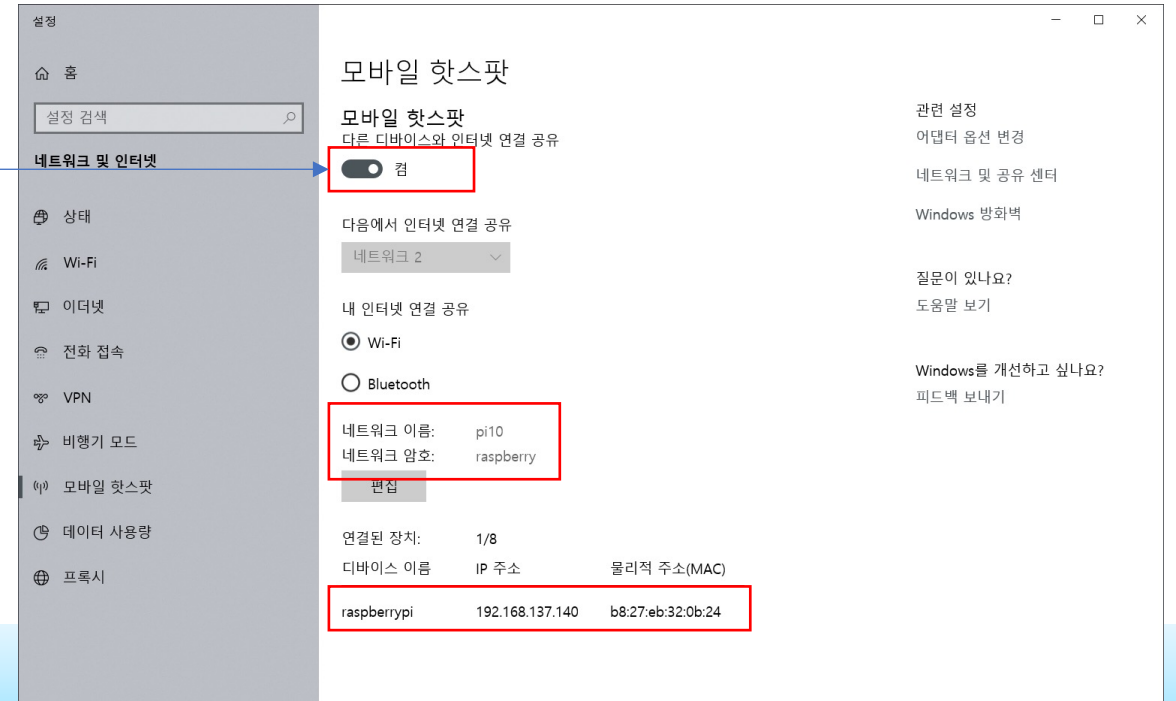 설정
홈
설정 검색
네트워크 및 인터넷
상태
Wi-Fi
이더넷
전화 접속
VPN
비행기 모드
모바일 핫스팟
데이터 사용량
프록시
모바일 핫스팟
모바일 핫스팟
다른 디바이스와 인터넷 연결 공유
켬
다음에서 인터넷 연결 공유
네트워크 2
내 인터넷 연결 공유
Wi-Fi
Bluetooth
네트워크 이름: pi10
네트워크 암호: raspberry
편집
연결된 장치: 1/8
디바이스 이름 IP 주소 물리적 주소(MAC)
raspberrypi 192.168.137.140 b8:27:eb:32:0b:24
관련 설정
어댑터 옵션 변경
네트워크 및 공유 센터
Windows 방화벽
질문이 있나요?
도움말 보기
Windows를 개선하고 싶나요?
피드백 보내기